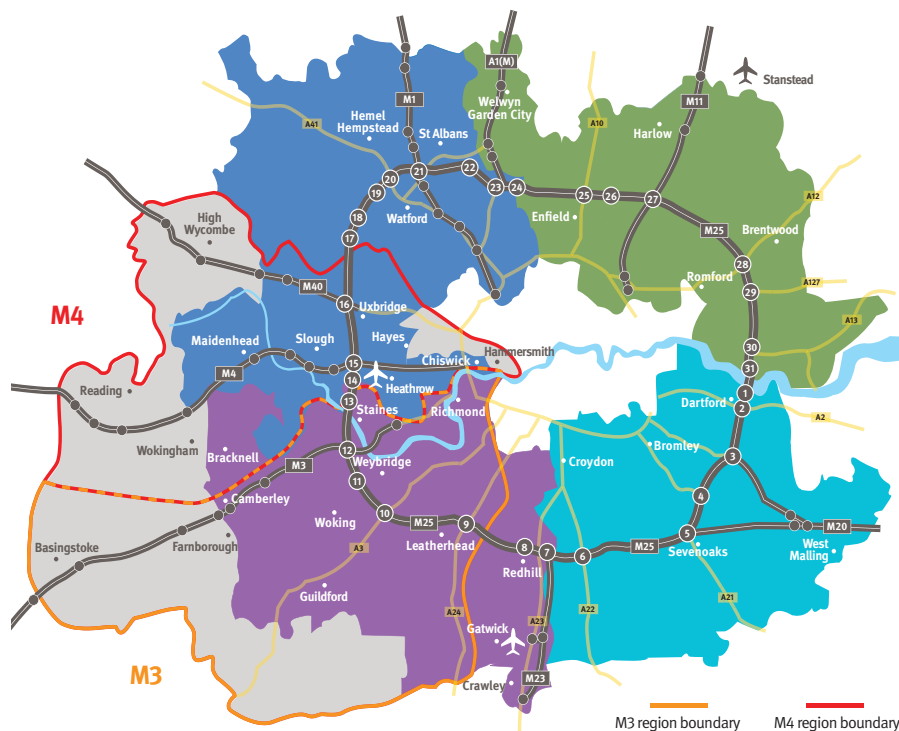 A1(M)
M1
Welwyn
Garden City
Stanstead
M11
Hemel
Hempstead
A41
St Albans
A10
Harlow
22
21
20
23
24
19
25
26
27
A12
18
Watford
Enfield
High
Wycombe
17
M25
Brentwood
28
M40
Romford
A127
29
16
Uxbridge
M4
A13
Hayes
Slough
Maidenhead
30
15
Chiswick
Hammersmith
31
14
M4
Heathrow
Reading
1
13
Dartford
2
Staines
Richmond
A2
Wokingham
Bromley
12
3
Bracknell
M3
Weybridge
Croydon
11
4
Camberley
Woking
10
M25
9
5
M20
Farnborough
Leatherhead
8
7
6
M25
Sevenoaks
West
Malling
Basingstoke
A3
Redhill
Guildford
A21
A24
A23
A22
Gatwick
M3
Crawley
M23
M3 region boundary
M4 region boundary